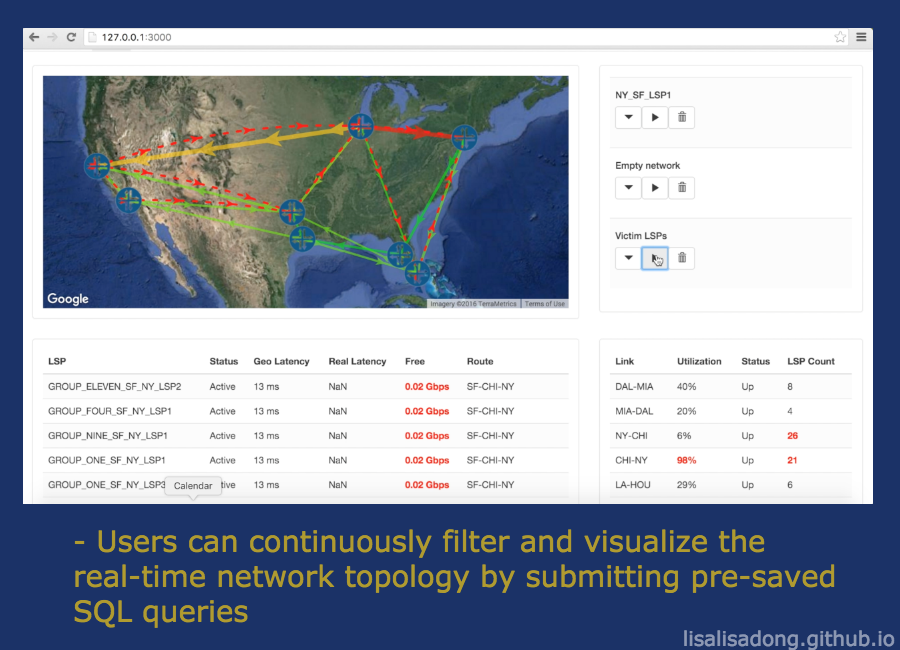 127.0.0.1:3000
Google
Imagery ©2016 TerraMetrics
Terms of Use
NY_SF_LSP1
Empty network
Victim LSPs
LSP Status Geo Latency Real Latency Free Route
GROUP_ELEVEN_SF_NY_LSP2 Active 13 ms NaN 0.02 Gbps SF-CHI-NY
GROUP_FOUR_SF_NY_LSP1 Active 13 ms NaN 0.02 Gbps SF-CHI-NY
GROUP_NINE_SF_NY_LSP1 Active 13 ms NaN 0.02 Gbps SF-CHI-NY
GROUP_ONE_SF_NY_LSP1 Active 13 ms NaN 0.02 Gbps SF-CHI-NY
GROUP_ONE_SF_NY_LSP3 tive 13 ms NaN 0.02 Gbps SF-CHI-NY
Calendar
Link Utilization Status LSP Count
DAL-MIA 40% Up 8
MIA-DAL 20% Up 4
NY-CHI 6% Up 26
CHI-NY 98% Up 21
LA-HOU 29% Up 6
- Users can continuously filter and visualize the
real-time network topology by submitting pre-saved
SQL queries
lisalisadong.github.io